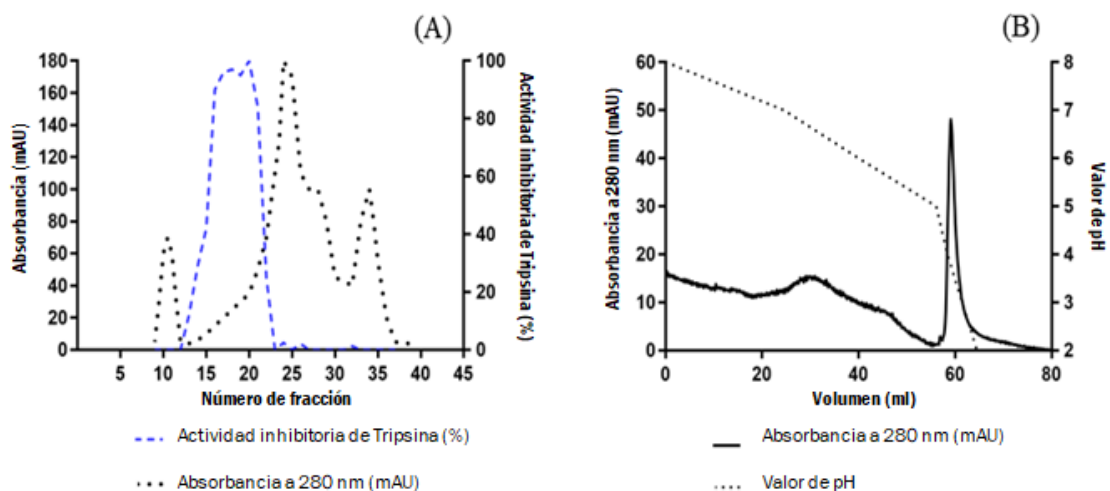 (A)
Absorbancia (mAU)
180
160
140
120
100
80
60
40
20
0
5 10 15 20 25 30 35 40 45
Número de fracción
100
80
60
40
20
0
Actividad inhibitoria de Tripsina (%)
Actividad inhibitoria de Tripsina (%)
Absorbancia a 280 nm (mAU)
(B)
Absorbancia a 280 nm (mAU)
60
50
40
30
20
10
0
0 20 40 60 80
Volumen (ml)
8
7
6
5
4
3
2
Valor de pH
Absorbancia a 280 nm (mAU)
Valor de pH